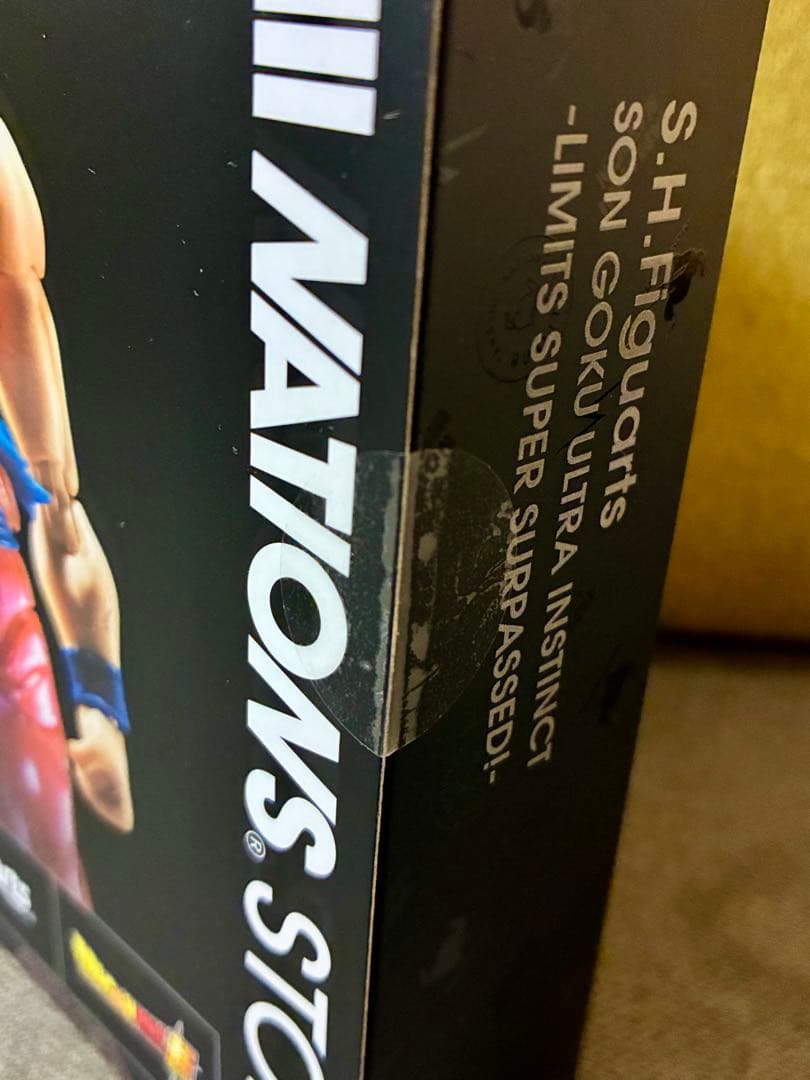 S.H.Figuarts
SON GOKU ULTRA INSTINCT
-LIMITS SUPER SURPASSED!-
NATIONS® STO